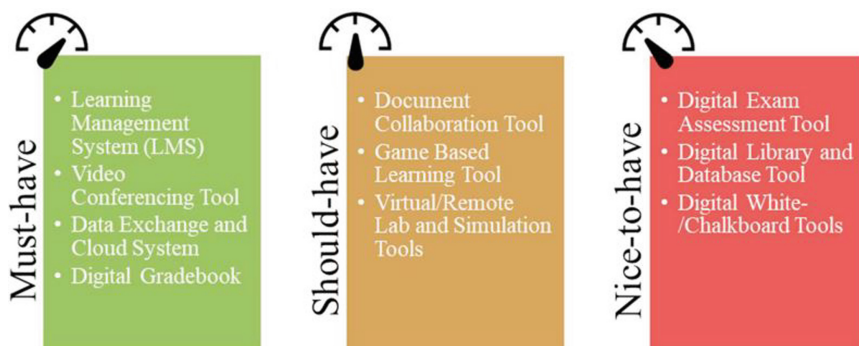 Must-have
• Learning
Management
System (LMS)
• Video
Conferencing Tool
• Data Exchange and
Cloud System
• Digital Gradebook
Should-have
• Document
Collaboration Tool
• Game Based
Learning Tool
• Virtual/Remote
Lab and Simulation
Tools
Nice-to-have
• Digital Exam
Assessment Tool
• Digital Library and
Database Tool
• Digital White-
/Chalkboard Tools